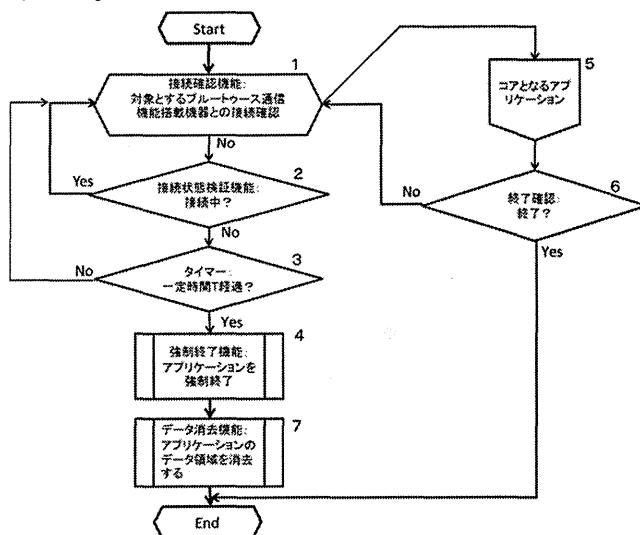 Start
1
接続確認機能:
対象とするブルートゥース通信
機能搭載機器との接続確認
5
コアとなるアプ
リケーション
No
Yes
2
接続状態検証機能:
接続中?
No
6
終了確認:
終了?
No
Yes
No
3
タイマー:
一定時間T経過?
Yes
4
強制終了機能:
アプリケーションを
強制終了
7
データ消去機能:
アプリケーションの
データ領域を消去
する
End